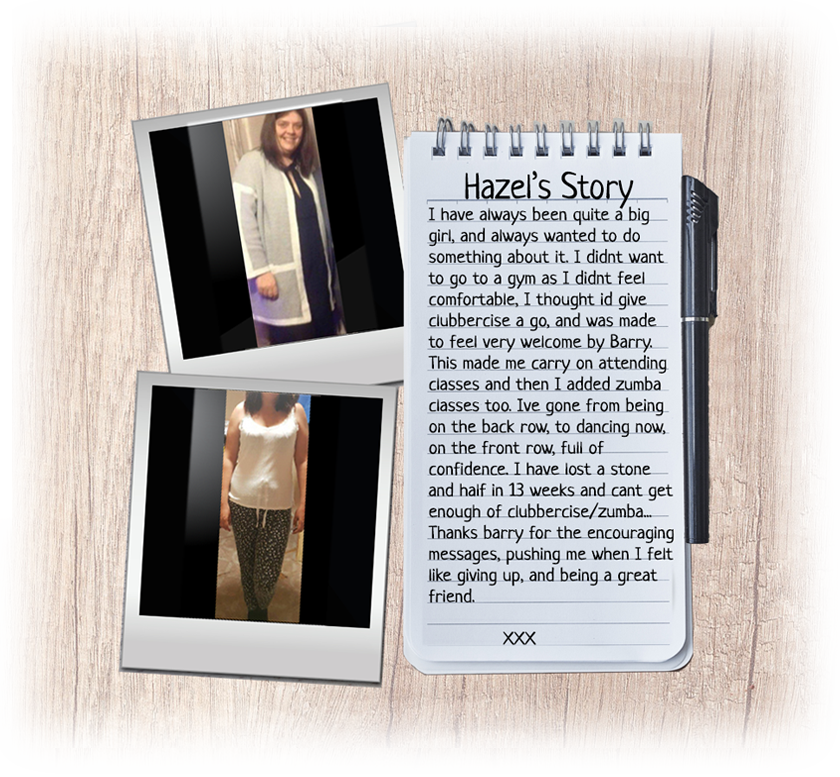 Hazel's Story
I have always been quite a big
girl, and always wanted to do
something about it. I didnt want
to go to a gym as I didnt feel
comfortable, I thought id give
clubbercise a go, and was made
to feel very welcome by Barry.
This made me carry on attending
classes and then I added zumba
classes too. Ive gone from being
on the back row, to dancing now,
on the front row, full of
confidence. I have lost a stone
and half in 13 weeks and cant get
enough of clubbercise/zumba...
Thanks barry for the encouraging
messages, pushing me when I felt
like giving up, and being a great
friend.
xxx